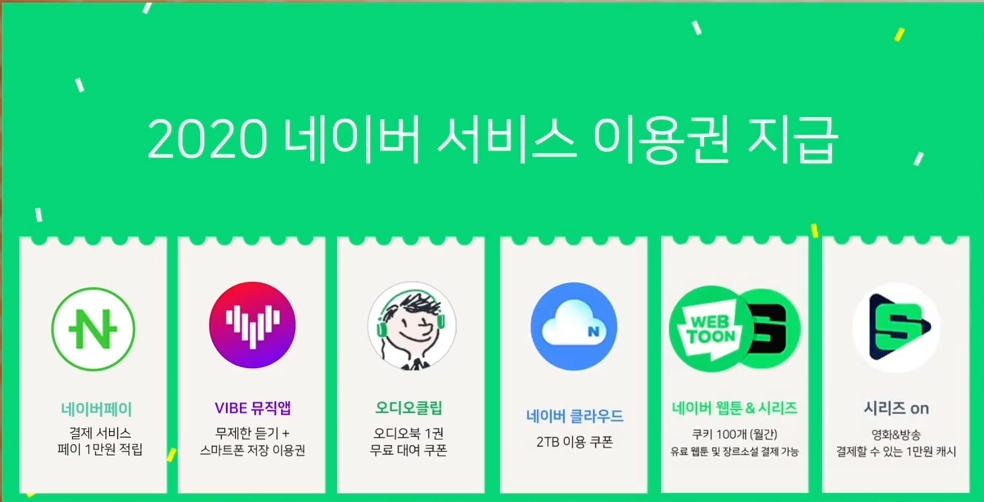 2020 네이버 서비스 이용권 지급
N
네이버페이
결제 서비스
페이 1만원 적립
VIBE 뮤직앱
무제한 듣기 +
스마트폰 저장 이용권
오디오클립
오디오북 1권
무료 대여 쿠폰
N
네이버 클라우드
2TB 이용 쿠폰
WEB
TOON
S
네이버 웹툰 & 시리즈
쿠키 100개 (월간)
유료 웹툰 및 장르소설 결제 가능
S
시리즈 on
영화&방송
결제할 수 있는 1만원 캐시